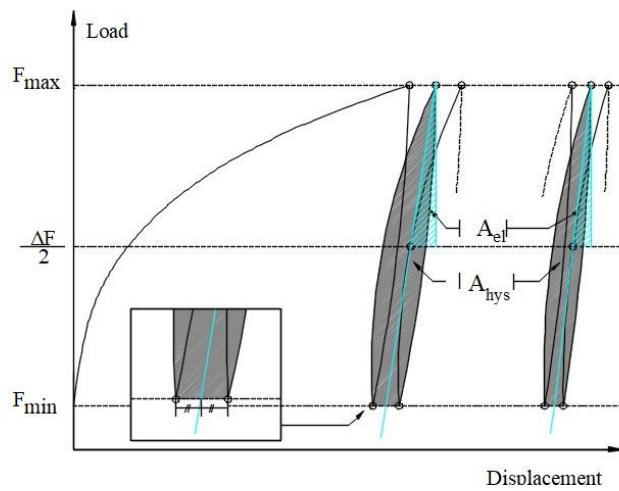 Load
Fmax
Ael
ΔF
2
Ahys
Fmin
Displacement